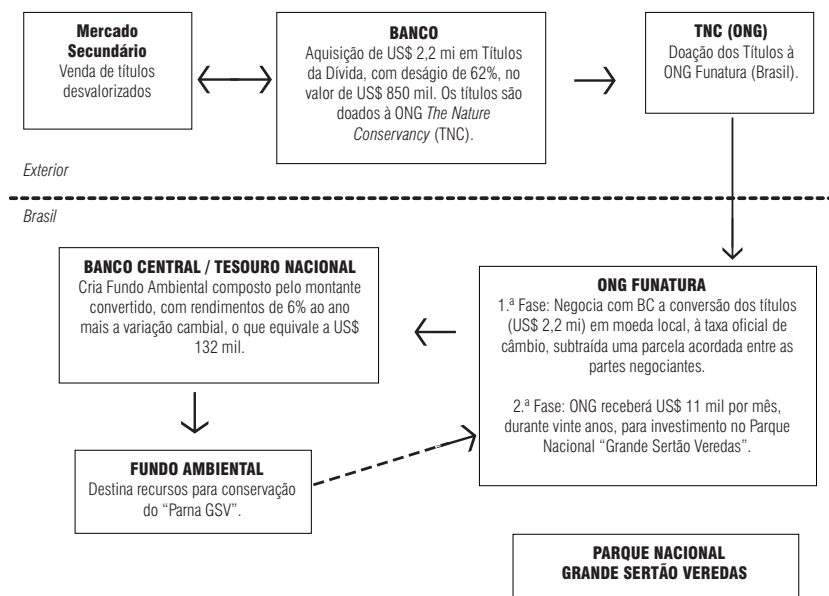 Mercado
Secundário
Venda de títulos
desvalorizados
BANCO
Aquisição de US$ 2,2 mi em Títulos
da Dívida, com deságio de 62%, no
valor de US$ 850 mil. Os títulos são
doados à ONG The Nature
Conservancy (TNC).
TNC (ONG)
Doação dos Títulos à
ONG Funatura (Brasil).
Exterior
Brasil
BANCO CENTRAL / TESOURO NACIONAL
Cria Fundo Ambiental composto pelo montante
convertido, com rendimentos de 6% ao ano
mais a variação cambial, o que equivale a US$
132 mil.
ONG FUNATURA
1.ª Fase: Negocia com BC a conversão dos títulos
(US$ 2,2 mi) em moeda local, à taxa oficial de
câmbio, subtraída uma parcela acordada entre as
partes negociantes.
2.ª Fase: ONG receberá US$ 11 mil por mês,
durante vinte anos, para investimento no Parque
Nacional “Grande Sertão Veredas”.
FUNDO AMBIENTAL
Destina recursos para conservação
do “Parna GSV”.
PARQUE NACIONAL
GRANDE SERTÃO VEREDAS